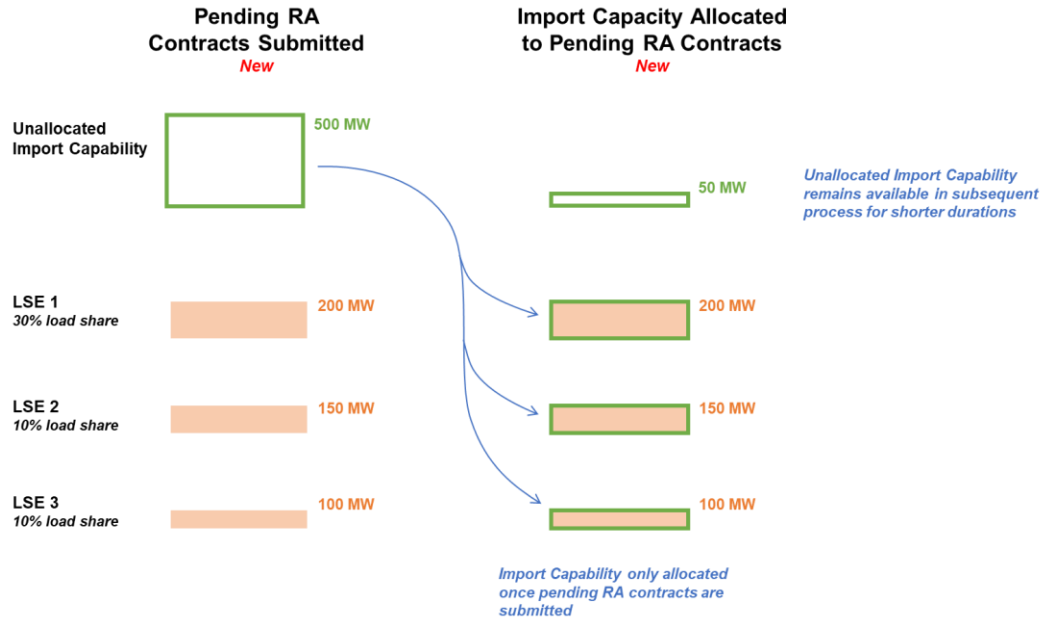 Pending RA
Contracts Submitted
New
Import Capacity Allocated
to Pending RA Contracts
New
Unallocated
Import Capability
500 MW
50 MW
Unallocated Import Capability
remains available in subsequent
process for shorter durations
LSE 1
30% load share
200 MW
200 MW
LSE 2
10% load share
150 MW
150 MW
LSE 3
10% load share
100 MW
100 MW
Import Capability only allocated
once pending RA contracts are
submitted